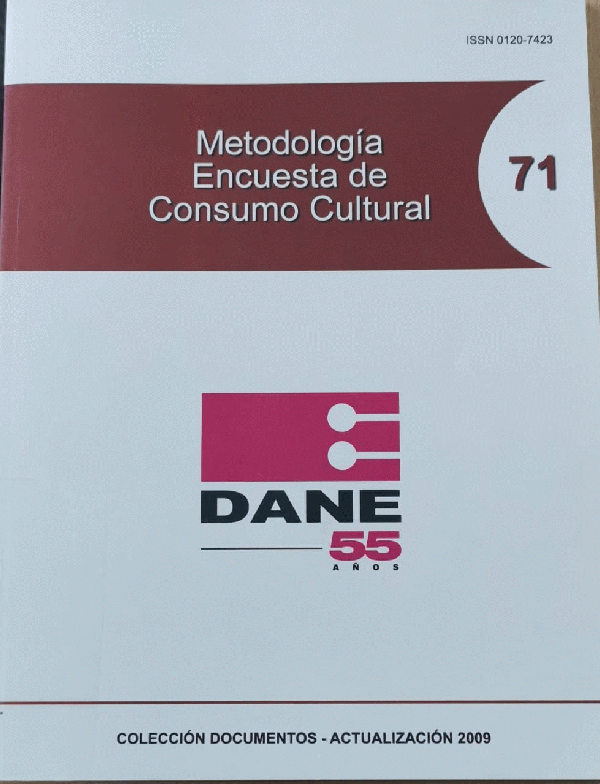 ISSN 0120-7423
Metodología
Encuesta de
Consumo Cultural
71
DANE
55
AÑOS
COLECCIÓN DOCUMENTOS - ACTUALIZACIÓN 2009